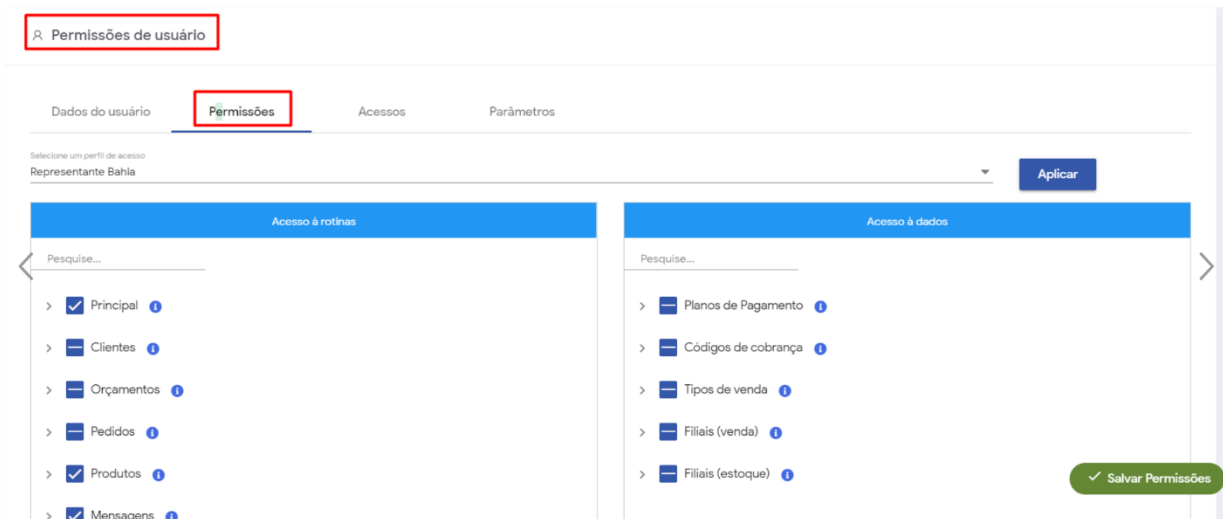 Permissões de usuário
Dados do usuário Permissões Acessos Parâmetros
Selecione um perfil de acesso
Representante Bahia
Aplicar
Acesso à rotinas
Pesquise...
Principal
Clientes
Orçamentos
Pedidos
Produtos
Mensagens
Acesso à dados
Pesquise...
Planos de Pagamento
Códigos de cobrança
Tipos de venda
Filiais (venda)
Filiais (estoque)
Salvar Permissões